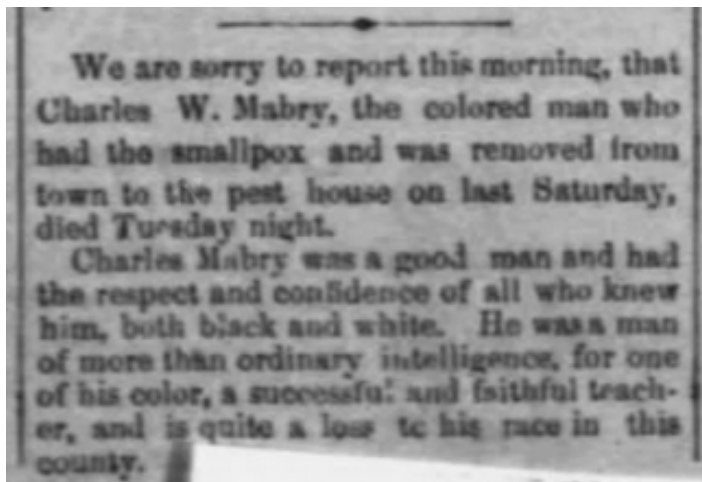 We are sorry to report this morning, that
Charles W. Mabry, the colored man who
had the smallpox and was removed from
town to the pest house on last Saturday,
died Tuesday night.
Charles Mabry was a good man and had
the respect and confidence of all who knew
him, both black and white. He was a man
of more than ordinary intelligence, for one
of his color, a successful and faithful teach-
er, and is quite a loss to his race in this
county.